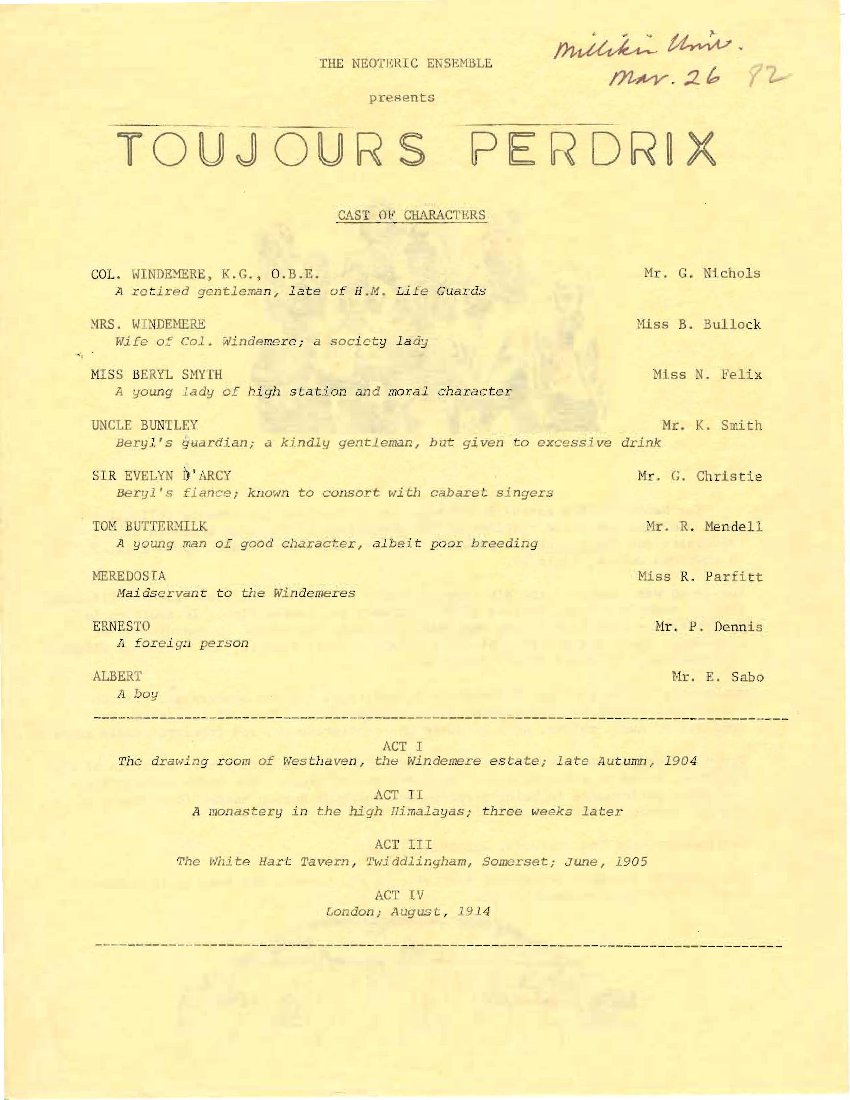 Millikin Univ.
Mar. 26 82
THE NEOTERIC ENSEMBLE
presents
TOUJOURS PERDRIX
CAST OF CHARACTERS
COL. WINDEMERE, K.G., O.B.E. Mr. G. Nichols
A retired gentleman, late of H.M. Life Guards
MRS. WINDEMERE Miss B. Bullock
Wife of Col. Windemere; a society lady
MISS BERYL SMYTH Miss N. Felix
A young lady of high station and moral character
UNCLE BUNTLEY Mr. K. Smith
Beryl's guardian; a kindly gentleman, but given to excessive drink
SIR EVELYN D'ARCY Mr. G. Christie
Beryl's fiance; known to consort with cabaret singers
TOM BUTTERMILK Mr. R. Mendell
A young man of good character, albeit poor breeding
MEREDOSIA Miss R. Parfitt
Maidservant to the Windemeres
ERNESTO Mr. P. Dennis
A foreign person
ALBERT Mr. E. Sabo
A boy
ACT I
The drawing room of Westhaven, the Windemere estate; late Autumn, 1904
ACT II
A monastery in the high Himalayas; three weeks later
ACT III
The White Hart Tavern, Twiddlingham, Somerset; June, 1905
ACT IV
London; August, 1914